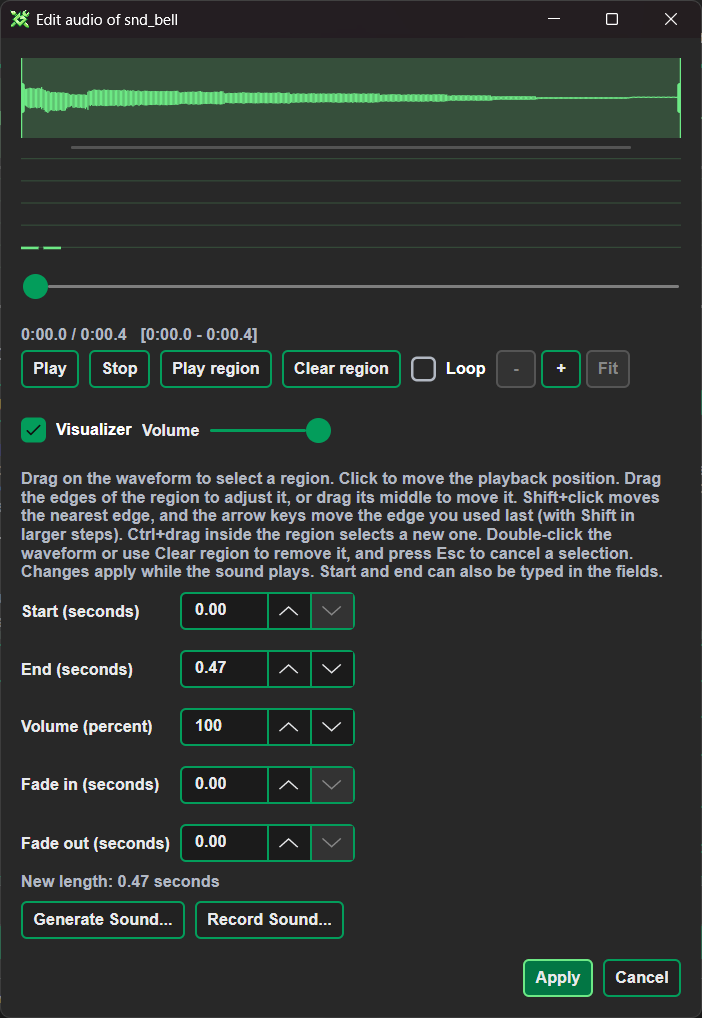 Edit audio of snd_bell
0:00.0 / 0:00.4 [0:00.0 - 0:00.4]
Play Stop Play region Clear region Loop - + Fit
Visualizer Volume
Drag on the waveform to select a region. Click to move the playback position. Drag
the edges of the region to adjust it, or drag its middle to move it. Shift+click moves
the nearest edge, and the arrow keys move the edge you used last (with Shift in
larger steps). Ctrl+drag inside the region selects a new one. Double-click the
waveform or use Clear region to remove it, and press Esc to cancel a selection.
Changes apply while the sound plays. Start and end can also be typed in the fields.
Start (seconds) 0.00
End (seconds) 0.47
Volume (percent) 100
Fade in (seconds) 0.00
Fade out (seconds) 0.00
New length: 0.47 seconds
Generate Sound... Record Sound...
Apply Cancel